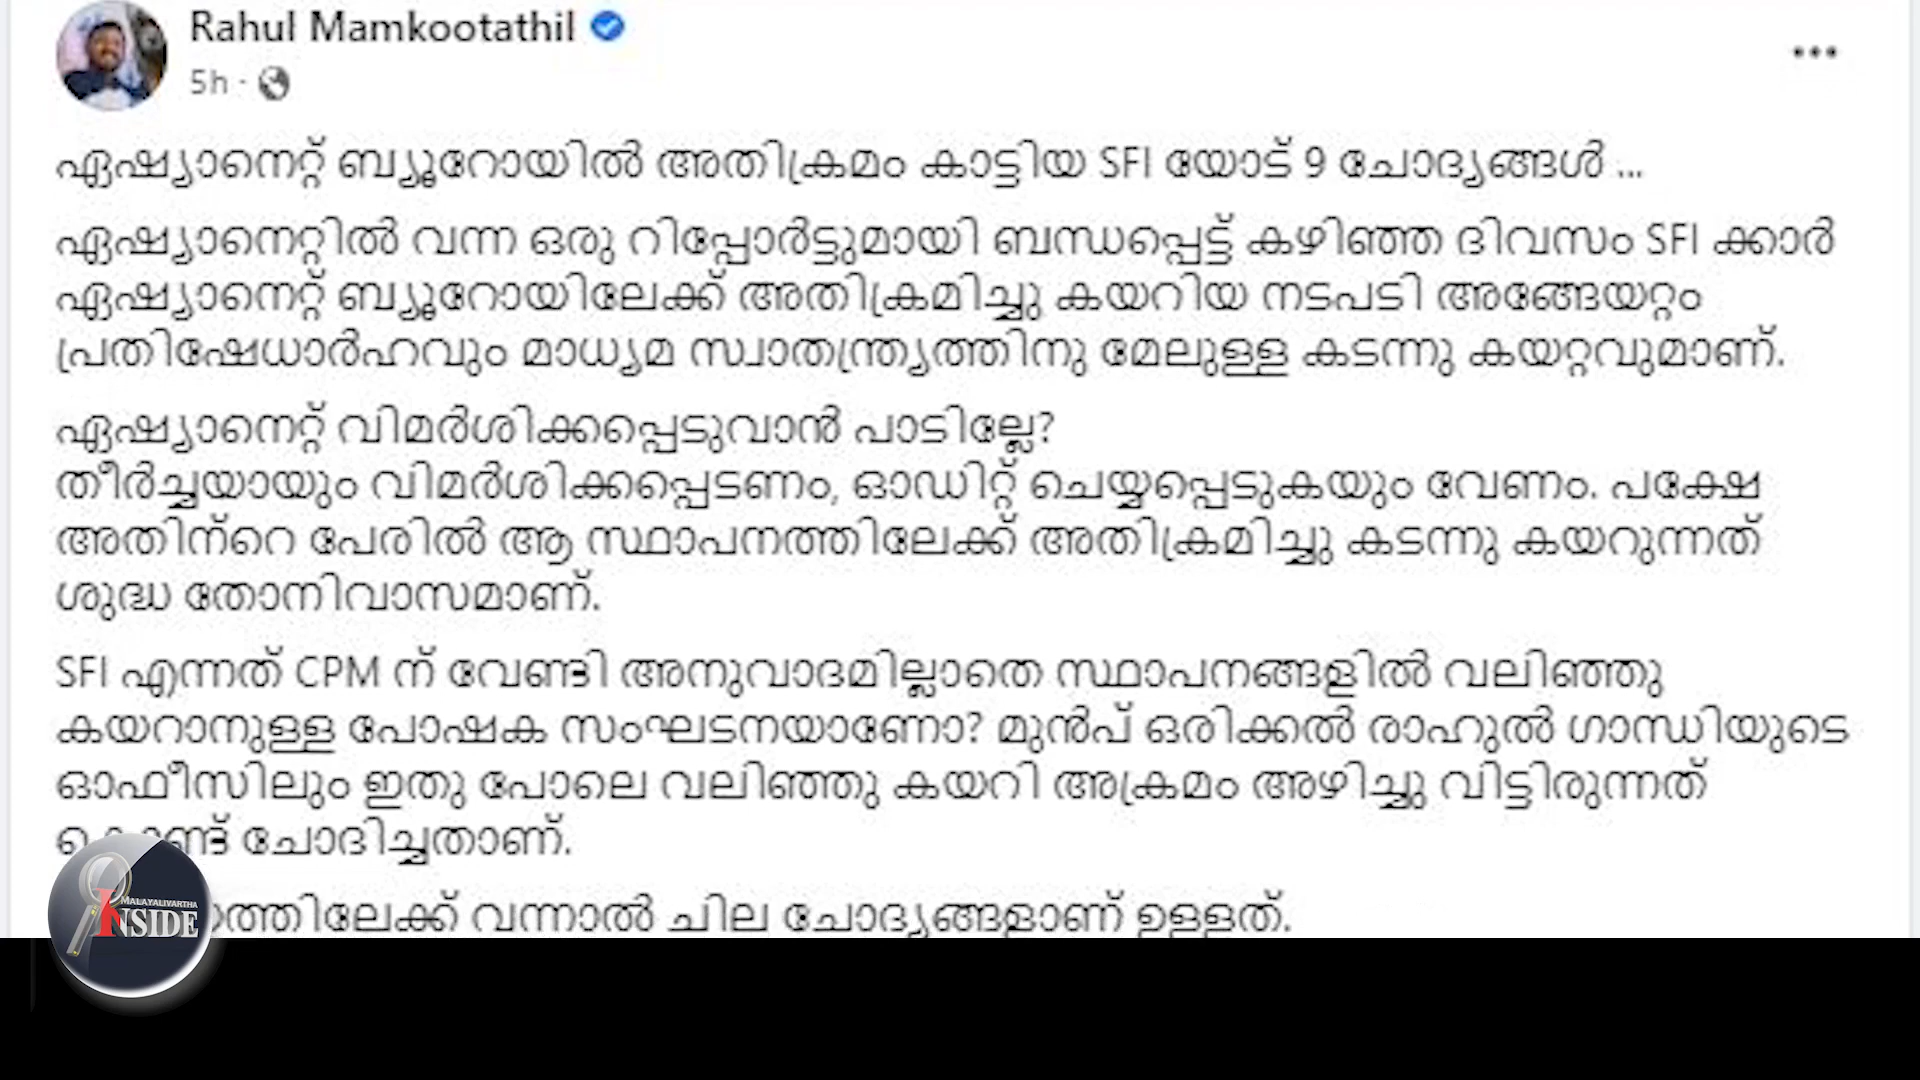 Rahul Mamkootathil
5h ·
ഏഷ്യാനെറ്റ് ബ്യൂറോയിൽ അതിക്രമം കാട്ടിയ SFI യോട് 9 ചോദ്യങ്ങൾ ...
ഏഷ്യാനെറ്റിൽ വന്ന ഒരു റിപ്പോർട്ടുമായി ബന്ധപ്പെട്ട് കഴിഞ്ഞ ദിവസം SFI ക്കാർ
ഏഷ്യാനെറ്റ് ബ്യൂറോയിലേക്ക് അതിക്രമിച്ചു കയറിയ നടപടി അങ്ങേയറ്റം
പ്രതിഷേധാർഹവും മാധ്യമ സ്വാതന്ത്ര്യത്തിനു മേലുള്ള കടന്നു കയറ്റവുമാണ്.
ഏഷ്യാനെറ്റ് വിമർശിക്കപ്പെടുവാൻ പാടില്ലേ?
തീർച്ചയായും വിമർശിക്കപ്പെടണം, ഓഡിറ്റ് ചെയ്യപ്പെടുകയും വേണം. പക്ഷേ
അതിന്റെ പേരിൽ ആ സ്ഥാപനത്തിലേക്ക് അതിക്രമിച്ചു കടന്നു കയറുന്നത്
ശുദ്ധ തോനിവാസമാണ്.
SFI എന്നത് CPM ന് വേണ്ടി അനുവാദമില്ലാതെ സ്ഥാപനങ്ങളിൽ വലിഞ്ഞു
കയറാനുള്ള പോഷക സംഘടനയാണോ? മുൻപ് ഒരിക്കൽ രാഹുൽ ഗാന്ധിയുടെ
ഓഫീസിലും ഇതു പോലെ വലിഞ്ഞു കയറി അക്രമം അഴിച്ചു വിട്ടിരുന്നത്
ചോദിച്ചതാണ്.
വന്നാൽ ചില ചോദ്യങ്ങളാണ് ഉള്ളത്.
MALAYALIVARTHA
INSIDE